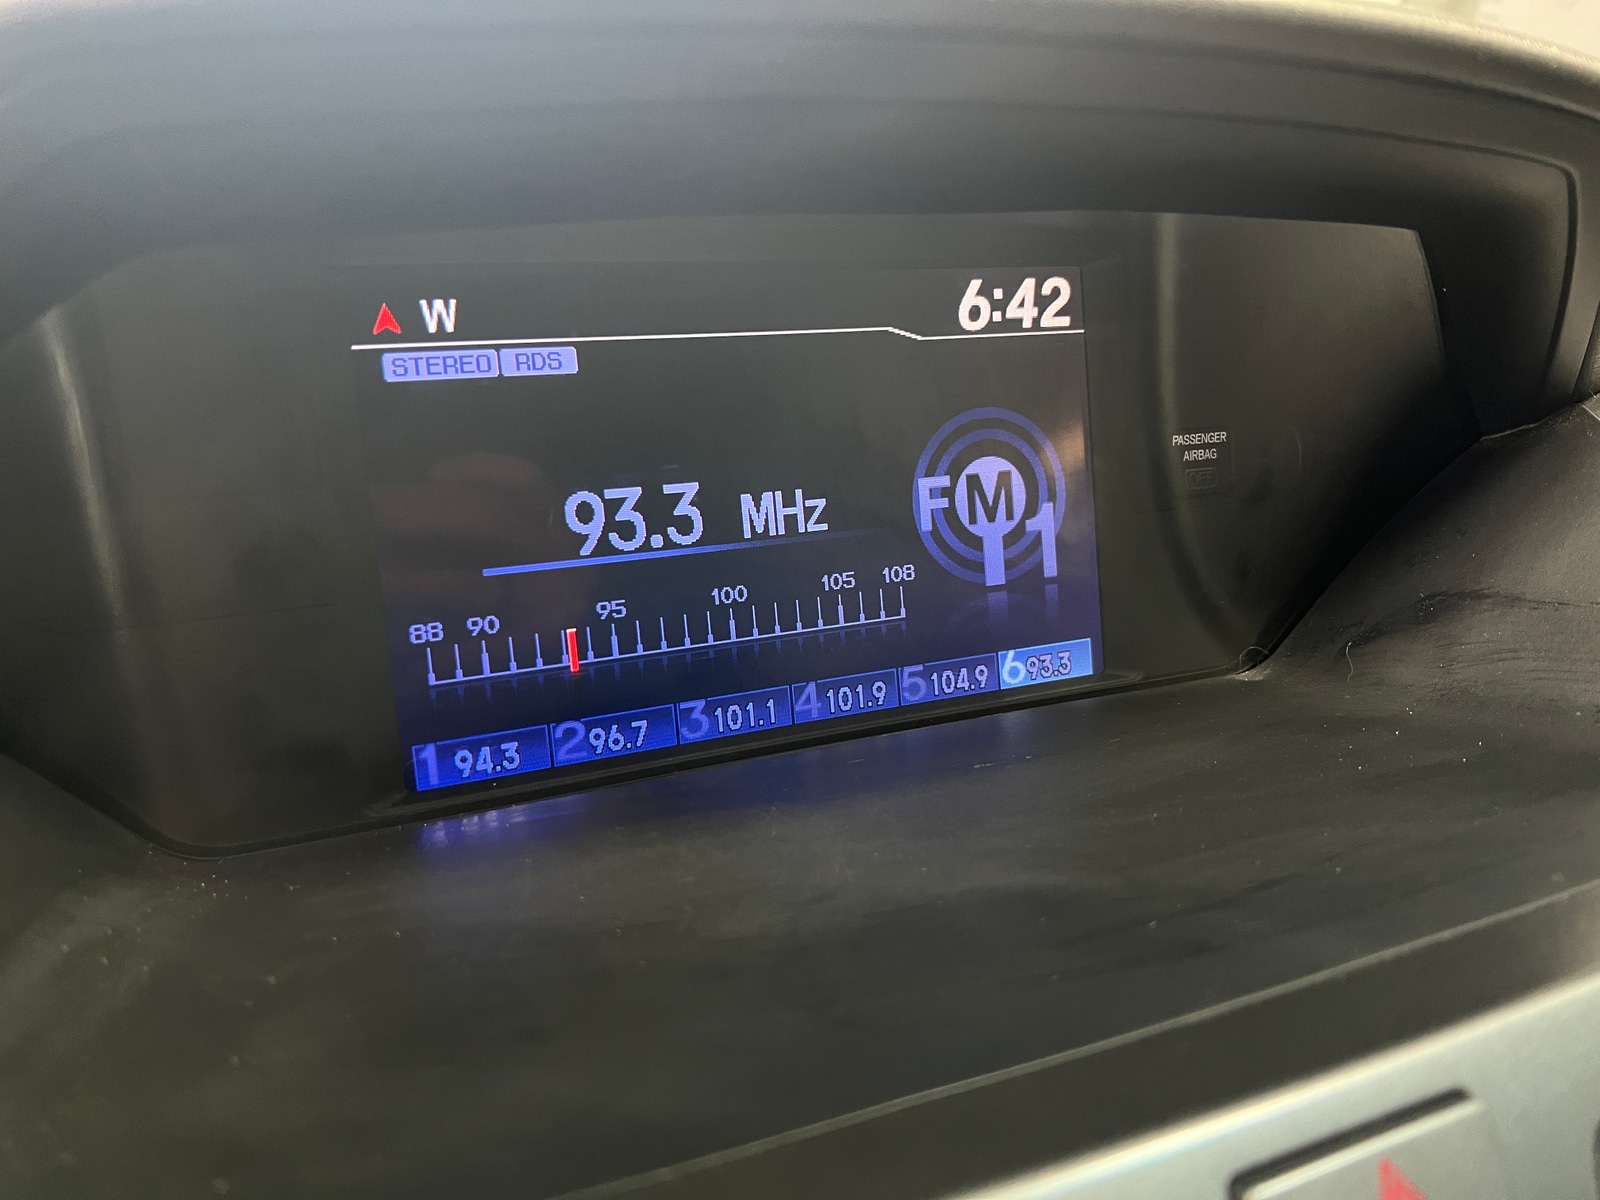 W
6:42
STEREO RDS
93.3 MHz
FM1
88 90 95 100 105 108
1 94.3 2 96.7 3 101.1 4 101.9 5 104.9 6 93.3
PASSENGER
AIRBAG
OFF